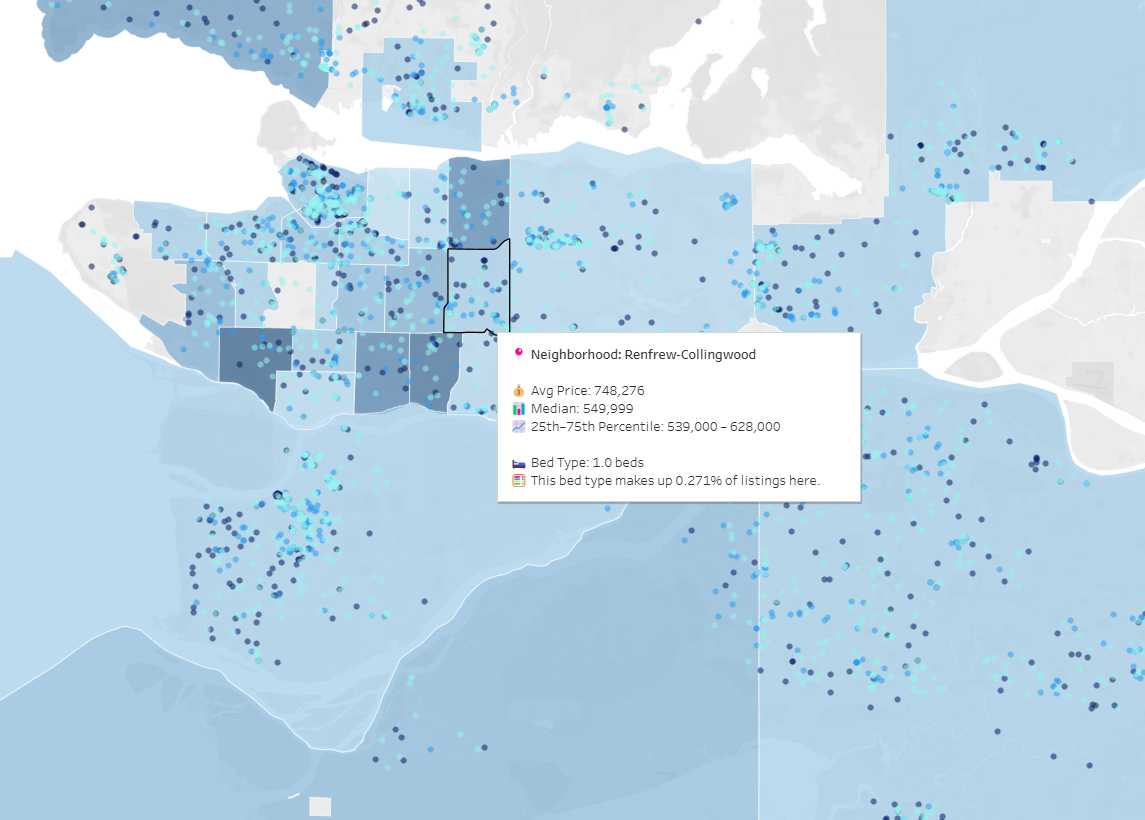 Neighborhood: Renfrew-Collingwood
Avg Price: 748,276
Median: 549,999
25th–75th Percentile: 539,000 – 628,000
Bed Type: 1.0 beds
This bed type makes up 0.271% of listings here.